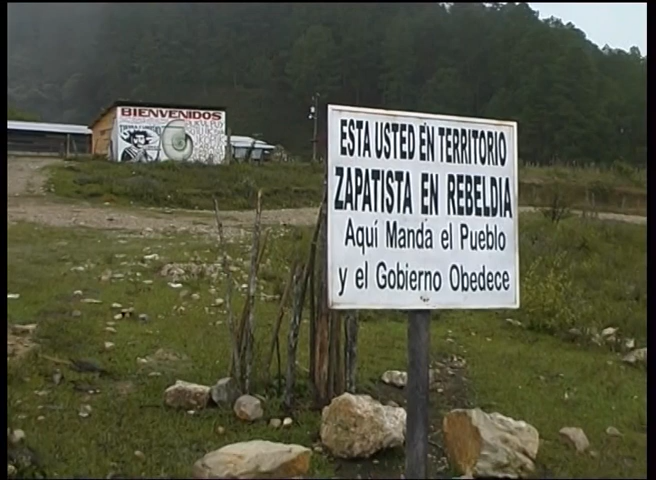 BIENVENIDOS
ESTA USTED EN TERRITORIO
ZAPATISTA EN REBELDIA
Aquí Manda el Pueblo
y el Gobierno Obedece